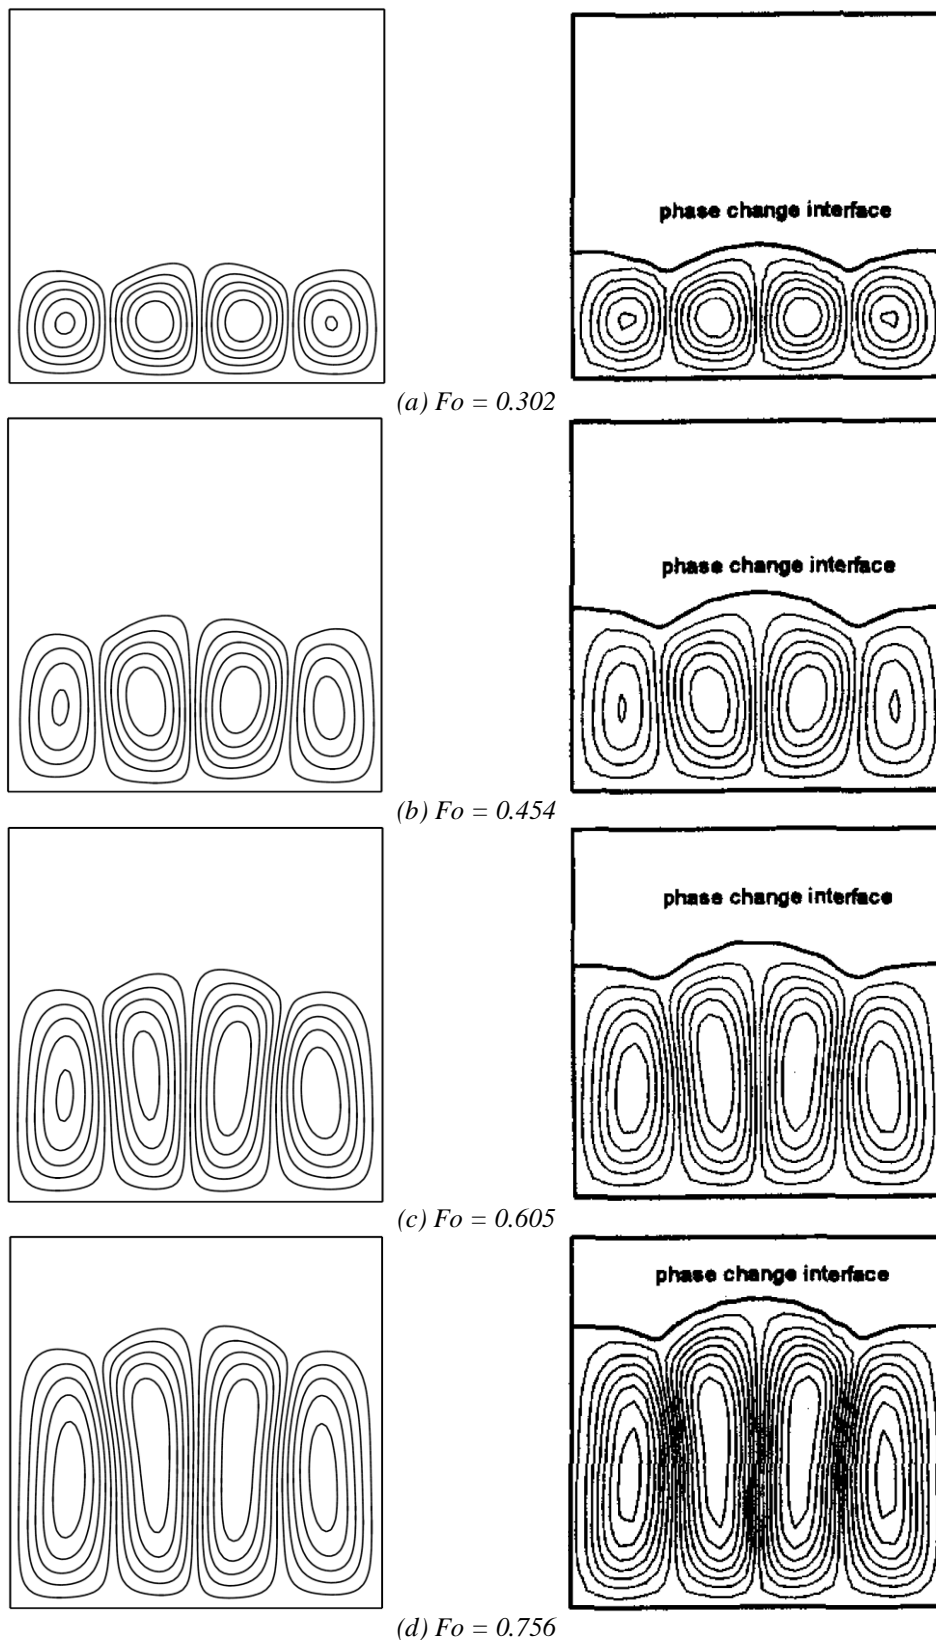 phase change interface
(a) Fo = 0.302
phase change interface
(b) Fo = 0.454
phase change interface
(c) Fo = 0.605
phase change interface
(d) Fo = 0.756